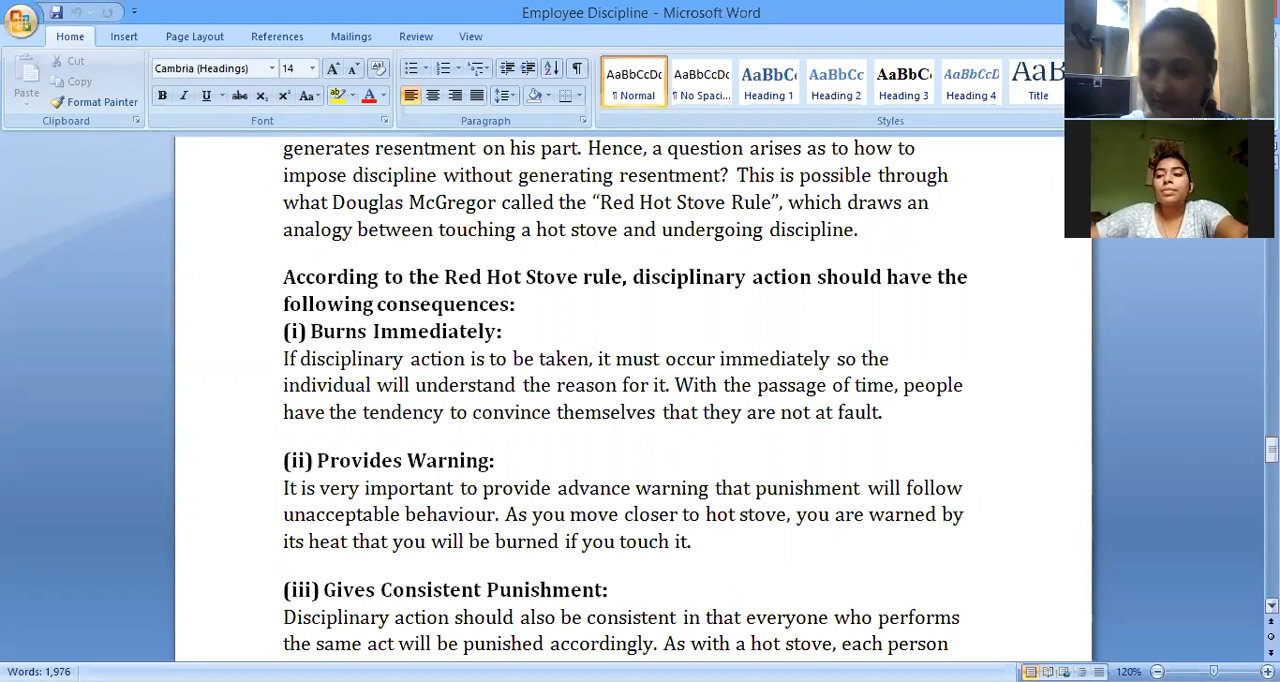 Employee Discipline - Microsoft Word
Home Insert Page Layout References Mailings Review View
Paste
Cut
Copy
Format Painter
Clipboard
Cambria (Headings) 14
Font
Paragraph
AaBbCcDc AaBbCcDc AaBbC AaBbCc AaBbCc AaBbCcD AaB
¶ Normal ¶ No Spaci... Heading 1 Heading 2 Heading 3 Heading 4 Title
Styles
generates resentment on his part. Hence, a question arises as to how to
impose discipline without generating resentment? This is possible through
what Douglas McGregor called the “Red Hot Stove Rule”, which draws an
analogy between touching a hot stove and undergoing discipline.
According to the Red Hot Stove rule, disciplinary action should have the
following consequences:
(i) Burns Immediately:
If disciplinary action is to be taken, it must occur immediately so the
individual will understand the reason for it. With the passage of time, people
have the tendency to convince themselves that they are not at fault.
(ii) Provides Warning:
It is very important to provide advance warning that punishment will follow
unacceptable behaviour. As you move closer to hot stove, you are warned by
its heat that you will be burned if you touch it.
(iii) Gives Consistent Punishment:
Disciplinary action should also be consistent in that everyone who performs
the same act will be punished accordingly. As with a hot stove, each person
Words: 1,976
120%